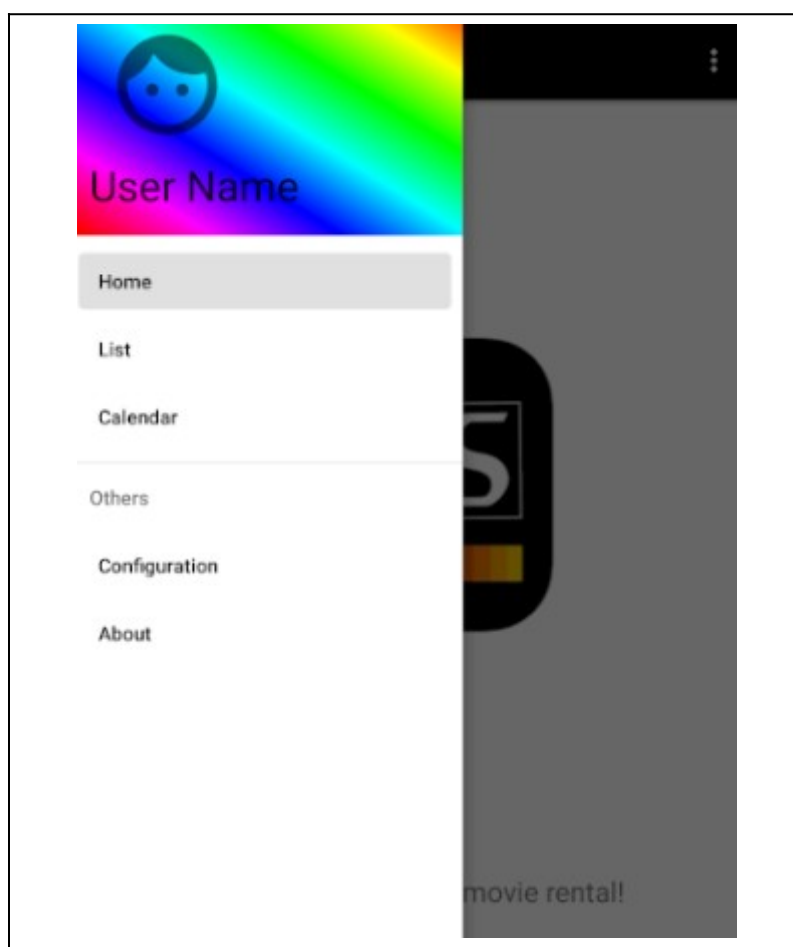 User Name
Home
List
Calendar
Others
Configuration
About
S
movie rental!